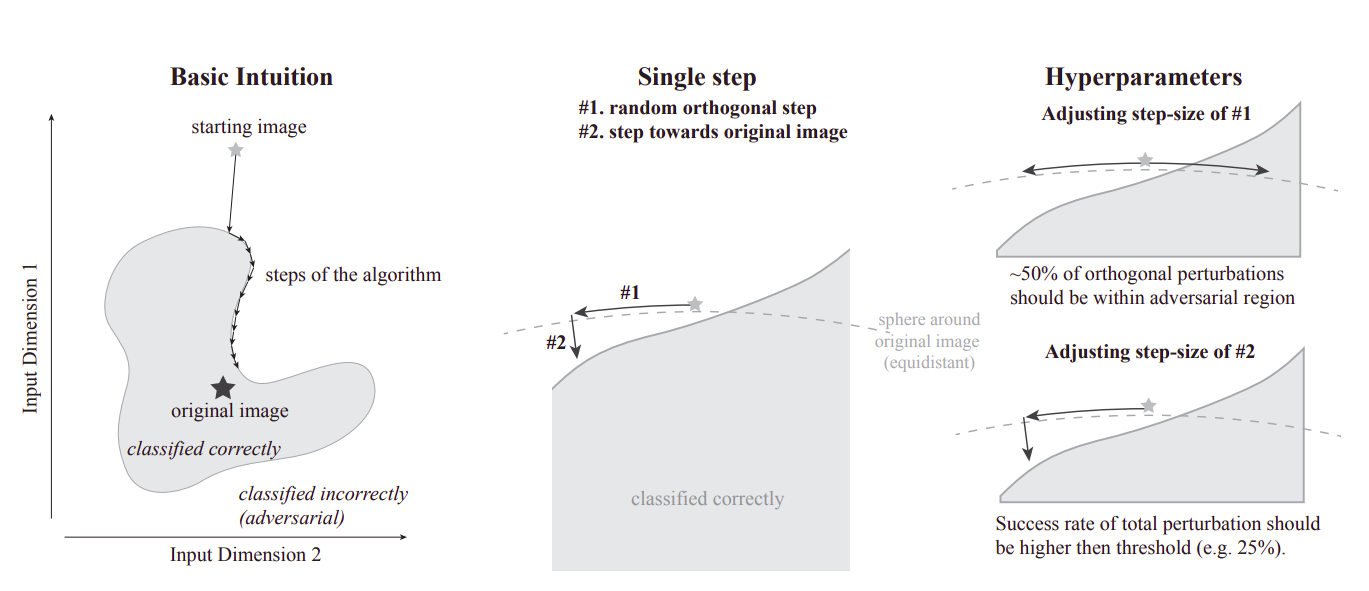 Basic Intuition
starting image
steps of the algorithm
original image
classified correctly
classified incorrectly
(adversarial)
Input Dimension 1
Input Dimension 2
Single step
#1. random orthogonal step
#2. step towards original image
#1
#2
sphere around
original image
(equidistant)
classified correctly
Hyperparameters
Adjusting step-size of #1
~50% of orthogonal perturbations
should be within adversarial region
Adjusting step-size of #2
Success rate of total perturbation should
be higher then threshold (e.g. 25%).